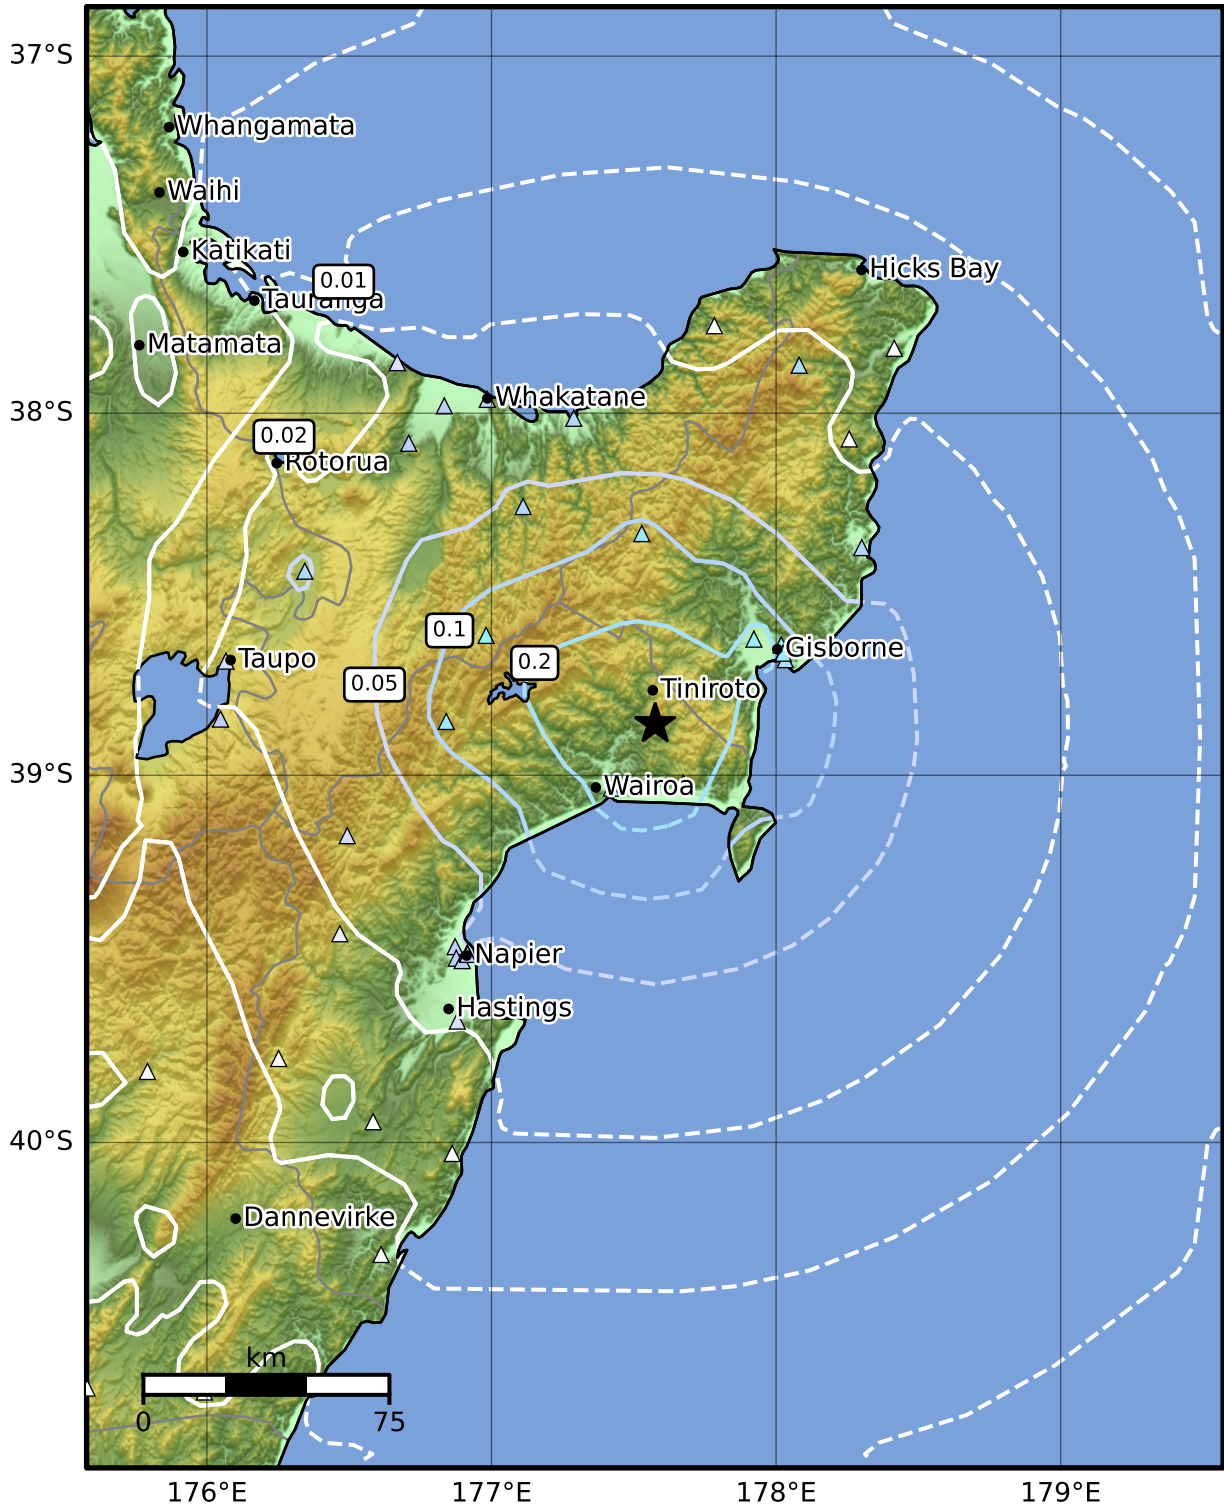 37°S
Whangamata
Waihi
Katikati
Hicks Bay
0.01
Tauranga
Matamata
Whakatane
38°S
0.02
Rotorua
0.1
Gisborne
Taupo
0.2
0.05
Tiniroto
39°S
Wairoa
Napier
Hastings
40°S
Dannevirke
km
0 75
176°E 177°E 178°E 179°E